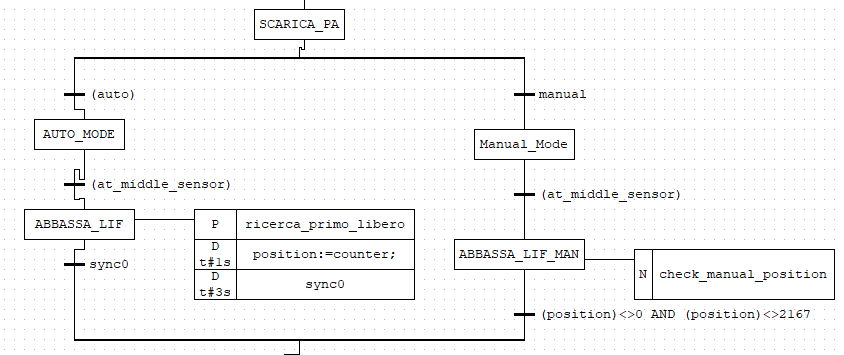 SCARICA_PA
(auto)
manual
AUTO_MODE
Manual_Mode
(at_middle_sensor)
(at_middle_sensor)
ABBASSA_LIF
P ricerca_primo_libero
D t#1s position:=counter;
D t#3s sync0
sync0
ABBASSA_LIF_MAN
N check_manual_position
(position)<>0 AND (position)<>2167